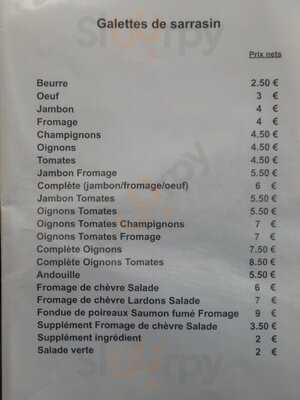 Galettes de sarrasin
Prix nets
Beurre 2.50 €
Oeuf 3 €
Jambon 4 €
Fromage 4 €
Champignons 4.50 €
Oignons 4.50 €
Tomates 4.50 €
Jambon Fromage 5.50 €
Complète (jambon/fromage/oeuf) 6 €
Jambon Tomates 5.50 €
Oignons Tomates 5.50 €
Oignons Tomates Champignons 7 €
Oignons Tomates Fromage 7 €
Complète Oignons 7.50 €
Complète Oignons Tomates 8.50 €
Andouille 5.50 €
Fromage de chèvre Salade 6 €
Fromage de chèvre Lardons Salade 7 €
Fondue de poireaux Saumon fumé Fromage 9 €
Supplément Fromage de chèvre Salade 3.50 €
Supplément ingrédient 2 €
Salade verte 2 €